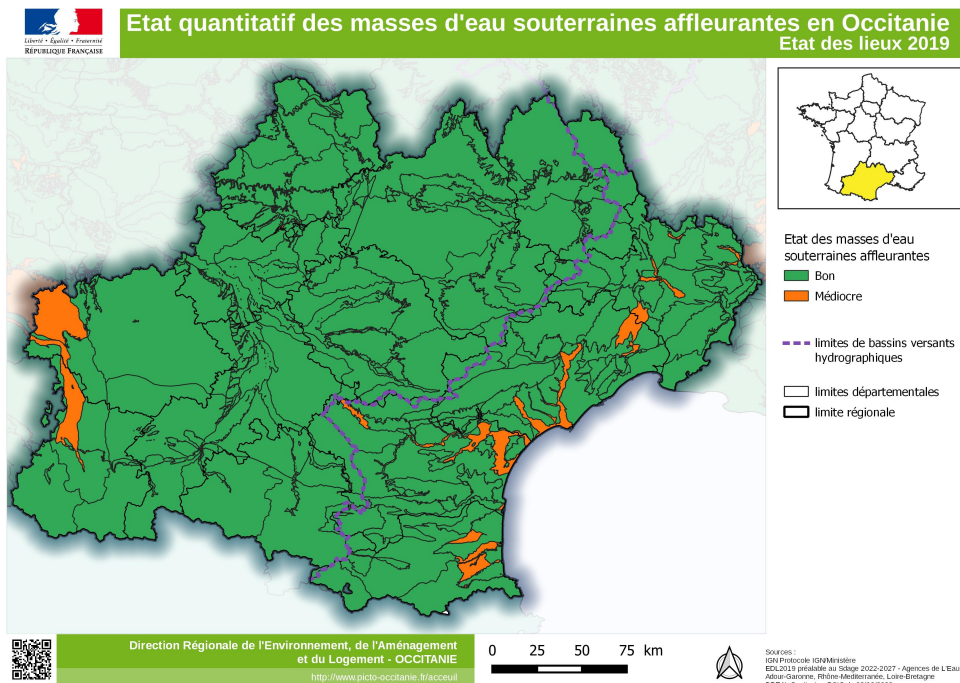 Liberté • Égalité • Fraternité
RÉPUBLIQUE FRANÇAISE
Etat quantitatif des masses d'eau souterraines affleurantes en Occitanie
Etat des lieux 2019
Etat des masses d'eau
souterraines affleurantes
Bon
Médiocre
limites de bassins versants
hydrographiques
limites départementales
limite régionale
Direction Régionale de l'Environnement, de l'Aménagement
et du Logement - OCCITANIE
http://www.picto-occitanie.fr/acceuil
0 25 50 75 km
Sources :
IGN Protocole IGN/Ministère
EDL2019 préalable au Sdage 2022-2027 - Agences de L'Eau
Adour-Garonne, Rhône-Mediterranée, Loire-Bretagne